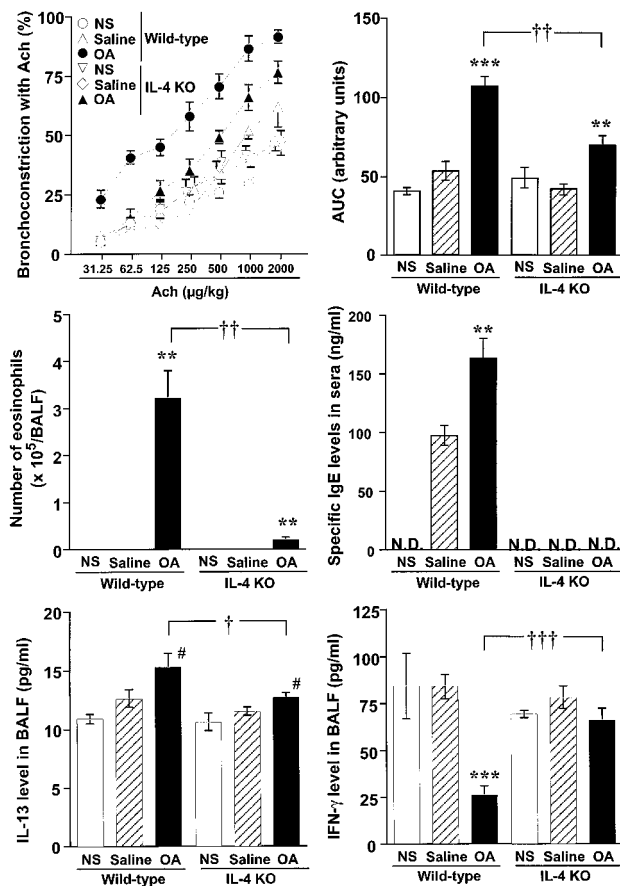 Bronchoconstriction with Ach (%)
100
75
50
25
0
NS
Saline
OA
Wild-type
NS
Saline
OA
IL-4 KO
31.25 62.5 125 250 500 1000 2000
Ach (µg/kg)
AUC (arbitrary units)
150
100
50
0
***
††
**
NS Saline OA NS Saline OA
Wild-type IL-4 KO
Number of eosinophils
(x 10⁵/BALF)
5
4
3
2
1
0
**
††
**
NS Saline OA NS Saline OA
Wild-type IL-4 KO
Specific IgE levels in sera (ng/ml)
200
150
100
50
0
**
N.D. N.D. N.D. N.D.
NS Saline OA NS Saline OA
Wild-type IL-4 KO
IL-13 level in BALF (pg/ml)
20
15
10
5
0
†
#
#
NS Saline OA NS Saline OA
Wild-type IL-4 KO
IFN-γ level in BALF (pg/ml)
125
100
75
50
25
0
†††
***
NS Saline OA NS Saline OA
Wild-type IL-4 KO